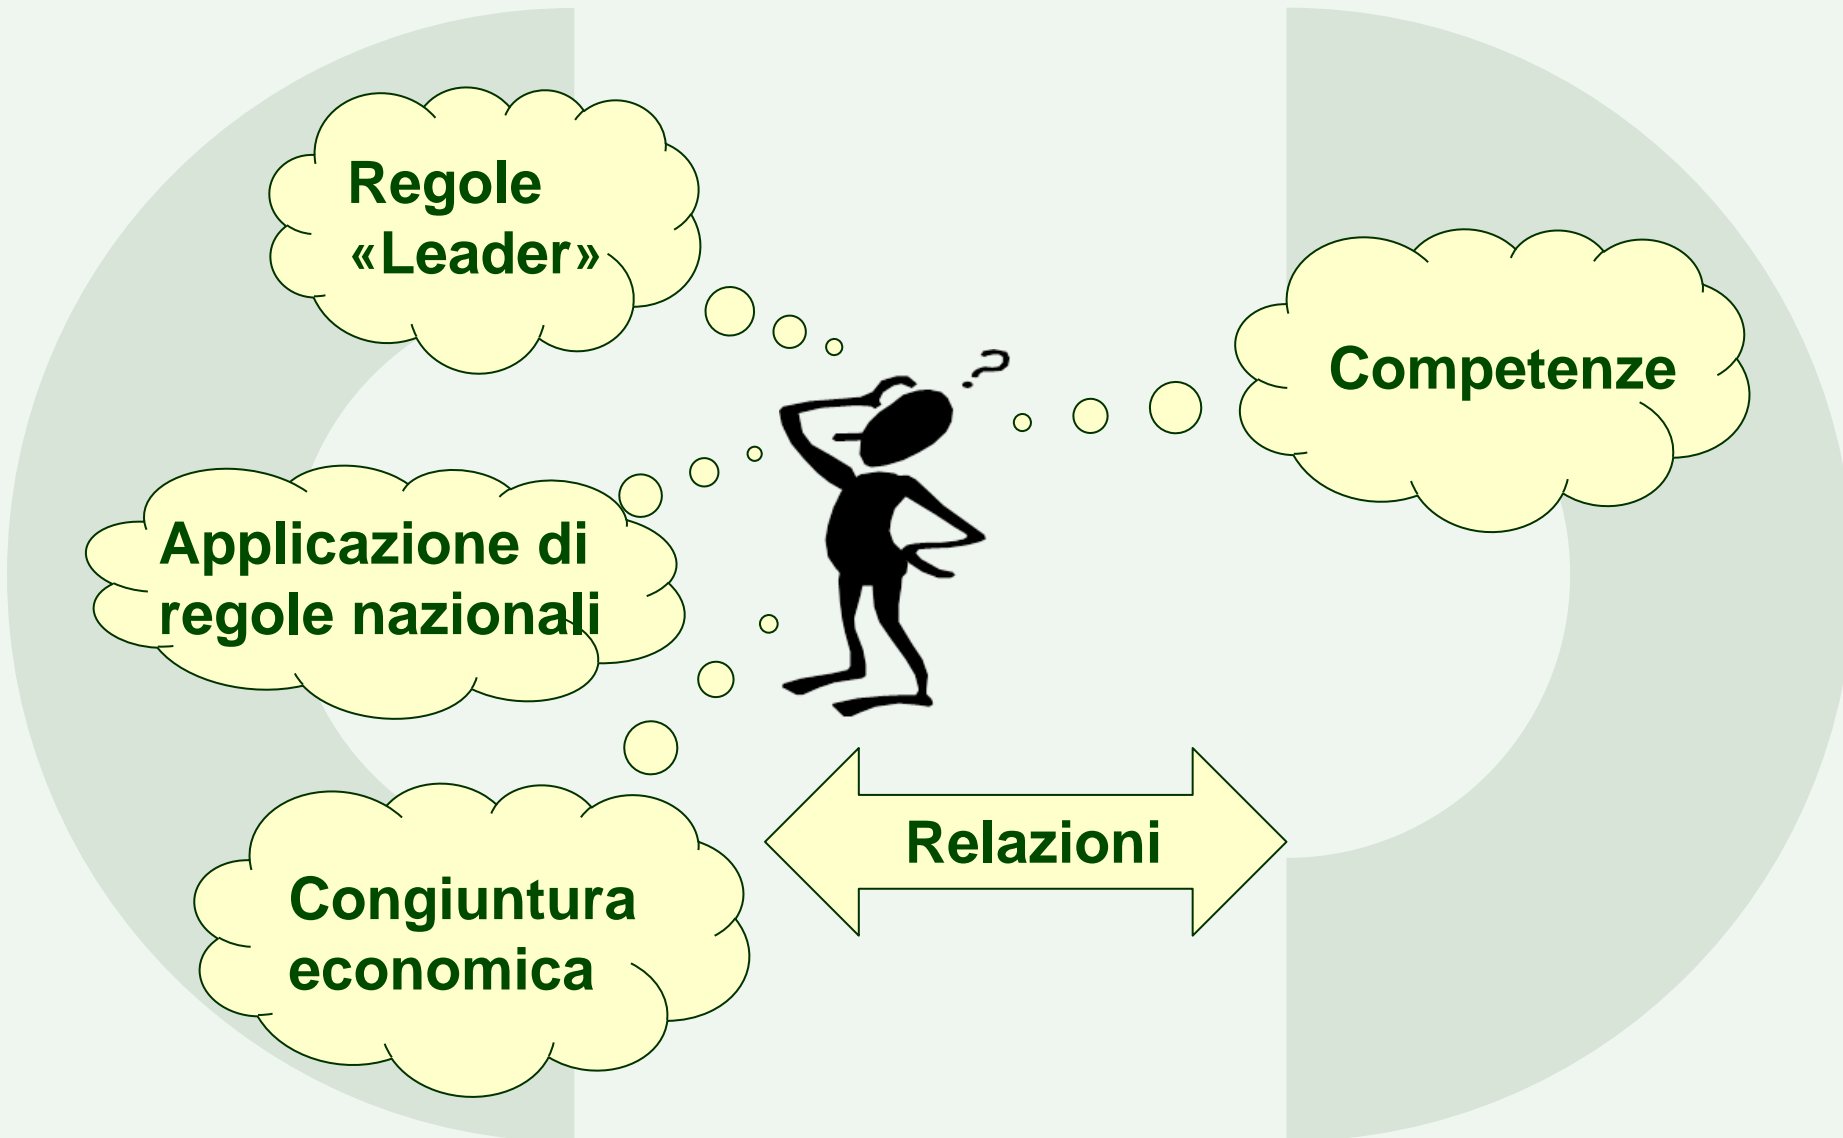 Regole
«Leader»
Competenze
Applicazione di
regole nazionali
Relazioni
Congiuntura
economica
?